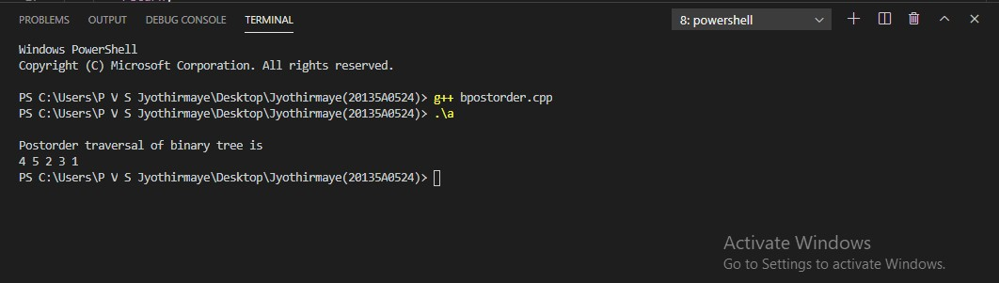 PROBLEMS OUTPUT DEBUG CONSOLE TERMINAL 8: powershell
Windows PowerShell
Copyright (C) Microsoft Corporation. All rights reserved.
PS C:\Users\P V S Jyothirmaye\Desktop\Jyothirmaye(20135A0524)> g++ bpostorder.cpp
PS C:\Users\P V S Jyothirmaye\Desktop\Jyothirmaye(20135A0524)> .\a
Postorder traversal of binary tree is
4 5 2 3 1
PS C:\Users\P V S Jyothirmaye\Desktop\Jyothirmaye(20135A0524)>
Activate Windows
Go to Settings to activate Windows.